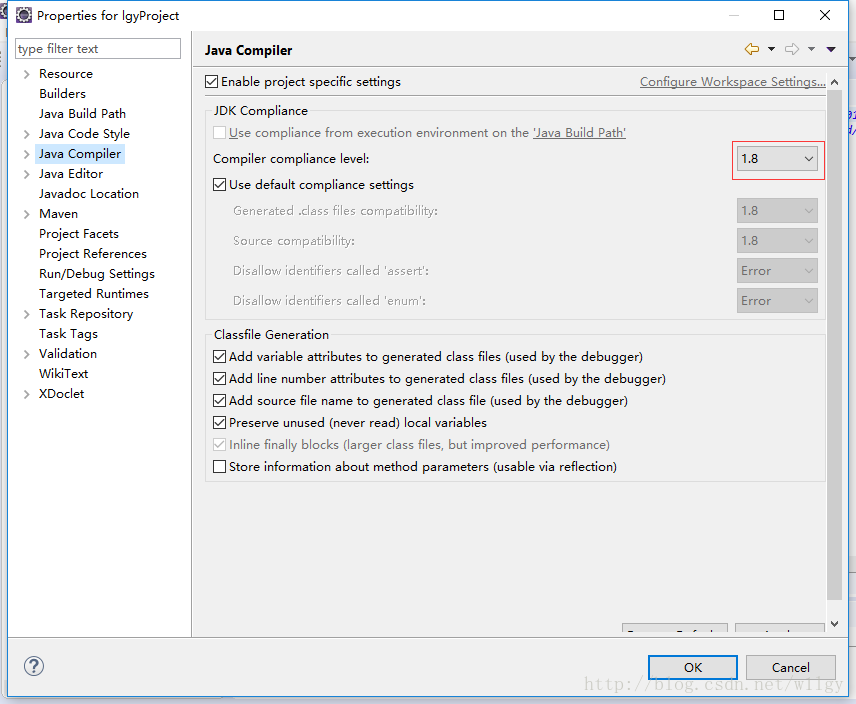 Properties for lgyProject
type filter text
Java Compiler
Resource
Builders
Java Build Path
Java Code Style
Java Compiler
Java Editor
Javadoc Location
Maven
Project Facets
Project References
Run/Debug Settings
Targeted Runtimes
Task Repository
Task Tags
Validation
WikiText
XDoclet
Enable project specific settings
Configure Workspace Settings...
JDK Compliance
Use compliance from execution environment on the 'Java Build Path'
Compiler compliance level: 1.8
Use default compliance settings
Generated .class files compatibility: 1.8
Source compatibility: 1.8
Disallow identifiers called 'assert': Error
Disallow identifiers called 'enum': Error
Classfile Generation
Add variable attributes to generated class files (used by the debugger)
Add line number attributes to generated class files (used by the debugger)
Add source file name to generated class file (used by the debugger)
Preserve unused (never read) local variables
Inline finally blocks (larger class files, but improved performance)
Store information about method parameters (usable via reflection)
OK
Cancel
http://blog.csdn.net/wllgy